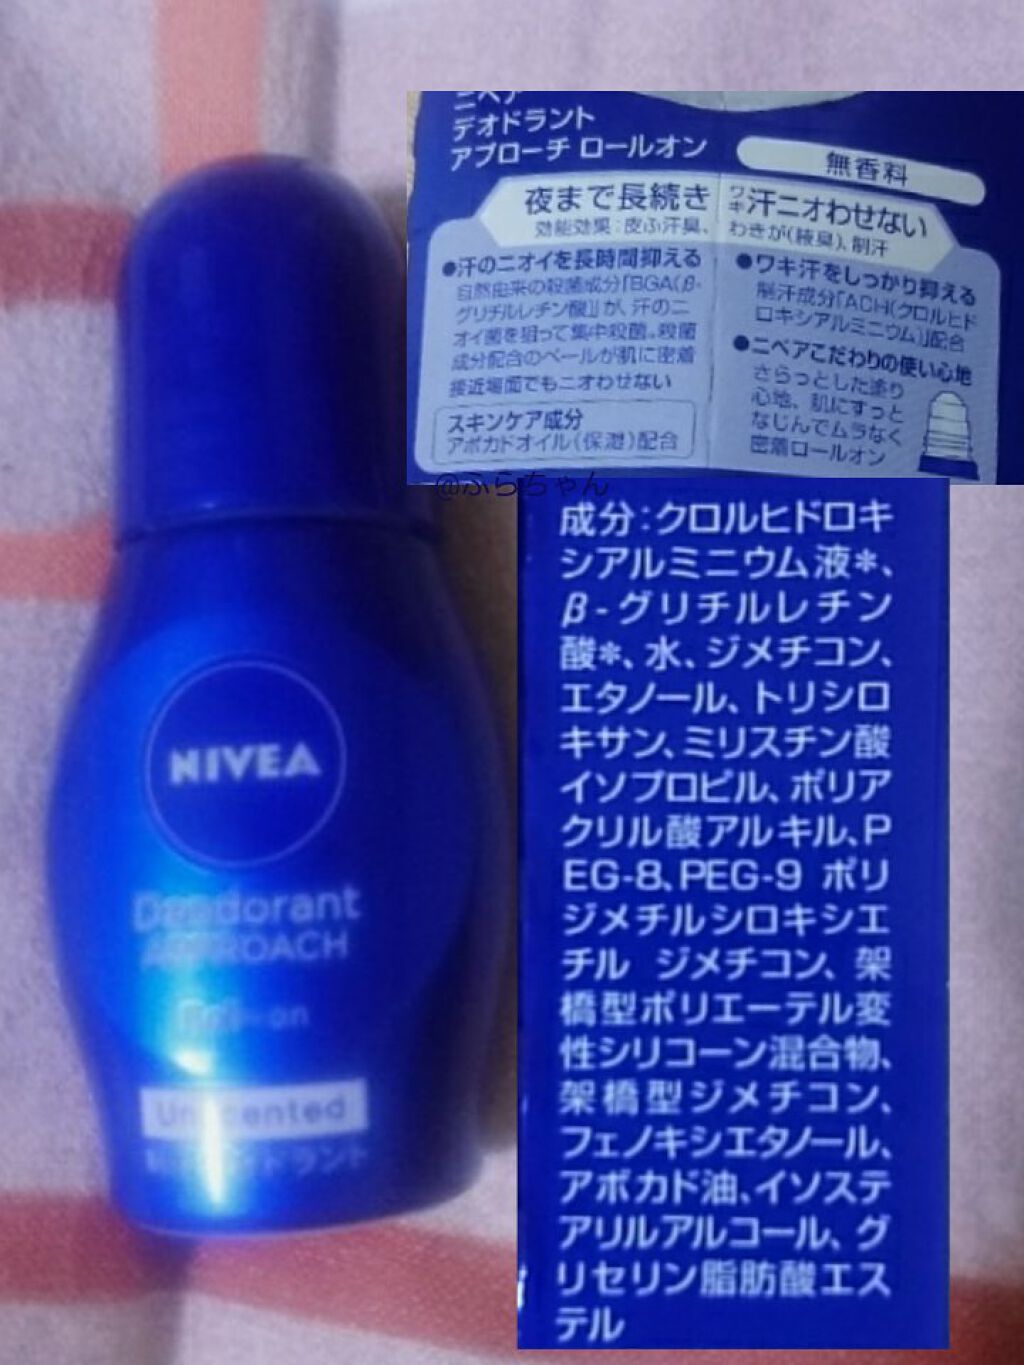 ニベア
デオドラント
アプローチ ロールオン
無香料
夜まで長続き
効能効果：皮ふ汗臭、
ワキ汗ニオわせない
わきが(腋臭)、制汗
●汗のニオイを長時間抑える
自然由来の殺菌成分「BGA(β-
グリチルレチン酸)」が、汗のニ
オイ菌を狙って集中殺菌。殺菌
成分配合のベールが肌に密着
接近場面でもニオわせない
スキンケア成分
アボカドオイル(保湿)配合
●ワキ汗をしっかり抑える
制汗成分「ACH(クロルヒド
ロキシアルミニウム)」配合
●ニベアこだわりの使い心地
さらっとした塗り
心地、肌にすっと
なじんでムラなく
密着ロールオン
@ふらちゃん
成分：クロルヒドロキ
シアルミニウム液*、
β-グリチルレチン
酸*、水、ジメチコン、
エタノール、トリシロ
キサン、ミリスチン酸
イソプロピル、ポリア
クリル酸アルキル、P
EG-8、PEG-9 ポリ
ジメチルシロキシエ
チル ジメチコン、架
橋型ポリエーテル変
性シリコーン混合物、
架橋型ジメチコン、
フェノキシエタノール、
アボカド油、イソステ
アリルアルコール、グ
リセリン脂肪酸エス
テル
NIVEA
Deodorant
APPROACH
Roll-on
Unscented